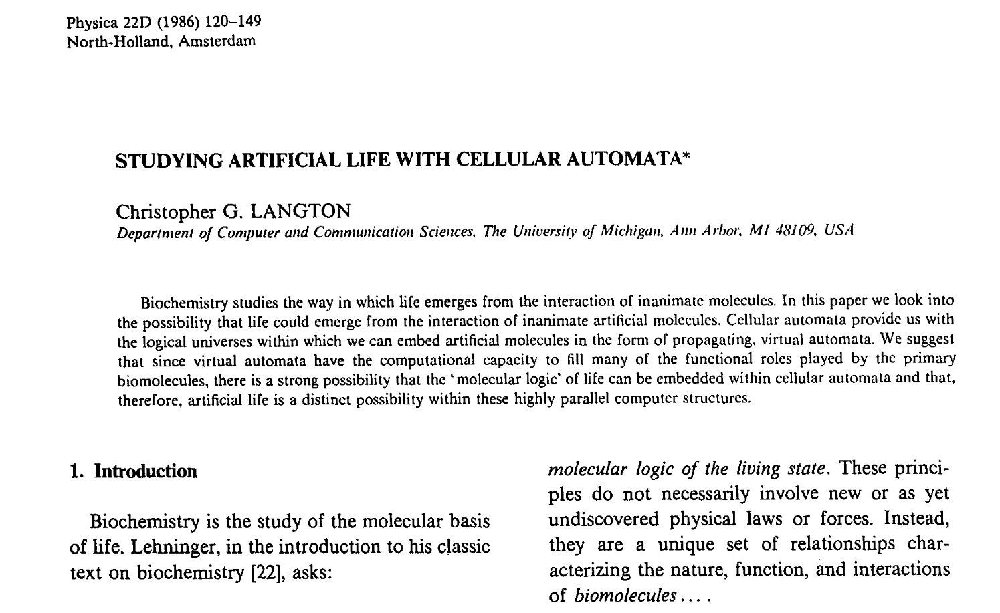 Physica 22D (1986) 120–149
North-Holland, Amsterdam
STUDYING ARTIFICIAL LIFE WITH CELLULAR AUTOMATA*
Christopher G. LANGTON
Department of Computer and Communication Sciences, The University of Michigan, Ann Arbor, MI 48109, USA
Biochemistry studies the way in which life emerges from the interaction of inanimate molecules. In this paper we look into
the possibility that life could emerge from the interaction of inanimate artificial molecules. Cellular automata provide us with
the logical universes within which we can embed artificial molecules in the form of propagating, virtual automata. We suggest
that since virtual automata have the computational capacity to fill many of the functional roles played by the primary
biomolecules, there is a strong possibility that the ‘molecular logic’ of life can be embedded within cellular automata and that,
therefore, artificial life is a distinct possibility within these highly parallel computer structures.
1. Introduction
Biochemistry is the study of the molecular basis
of life. Lehninger, in the introduction to his classic
text on biochemistry [22], asks:
molecular logic of the living state. These princi-
ples do not necessarily involve new or as yet
undiscovered physical laws or forces. Instead,
they are a unique set of relationships char-
acterizing the nature, function, and interactions
of biomolecules . . . .